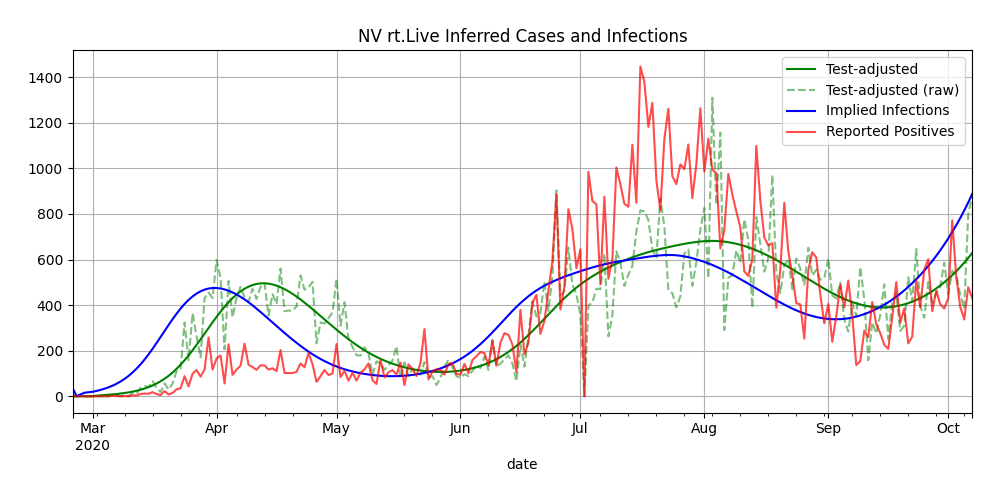 NV rt.Live Inferred Cases and Infections
1400
1200
1000
800
600
400
200
0
Test-adjusted
Test-adjusted (raw)
Implied Infections
Reported Positives
Mar Apr May Jun Jul Aug Sep Oct
2020
date